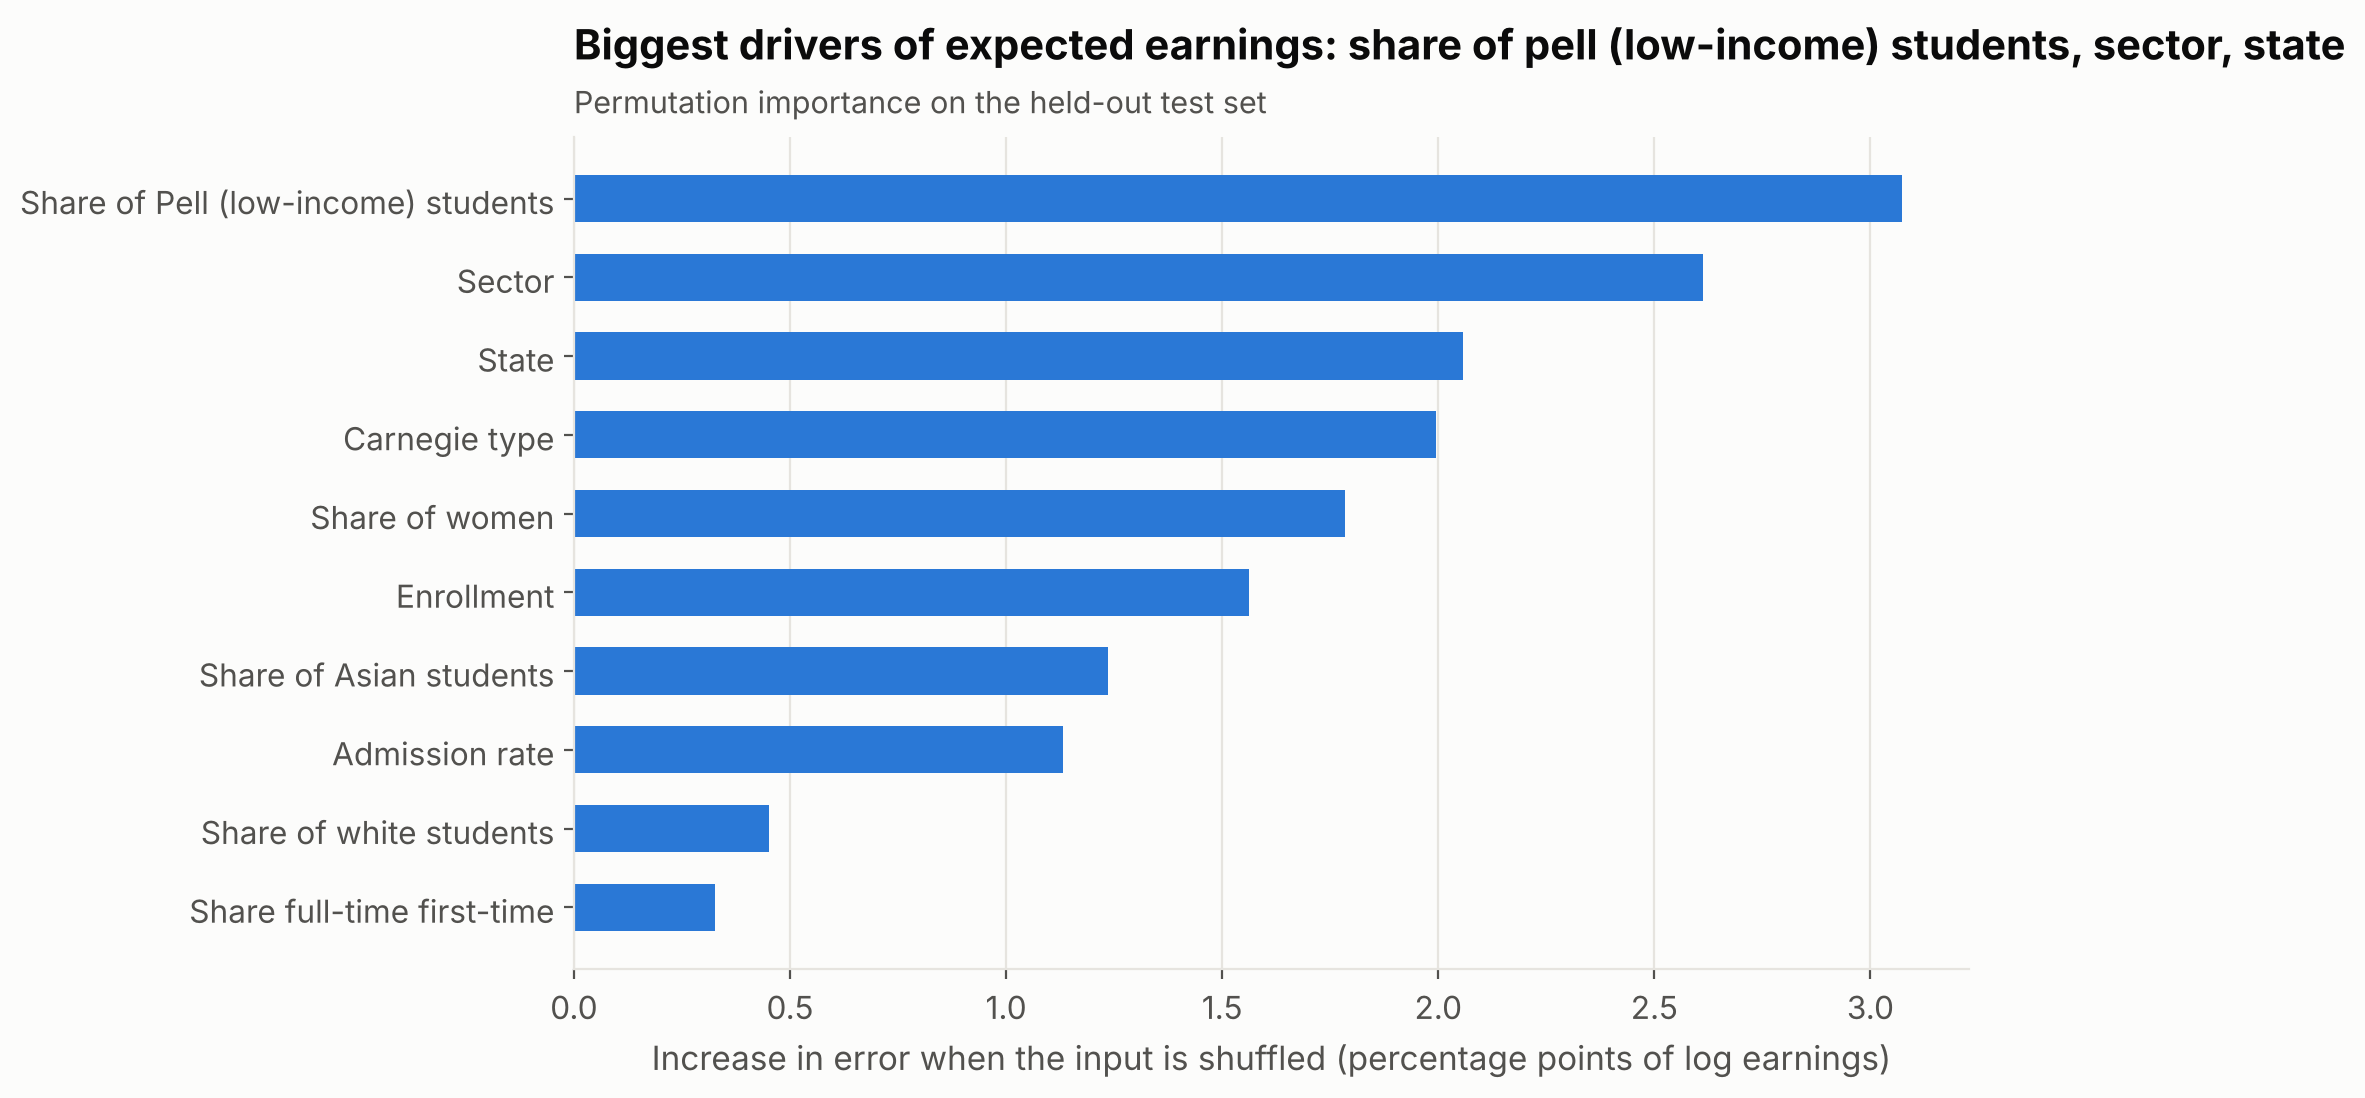 Biggest drivers of expected earnings: share of pell (low-income) students, sector, state
Permutation importance on the held-out test set
Share of Pell (low-income) students
Sector
State
Carnegie type
Share of women
Enrollment
Share of Asian students
Admission rate
Share of white students
Share full-time first-time
0.0 0.5 1.0 1.5 2.0 2.5 3.0
Increase in error when the input is shuffled (percentage points of log earnings)